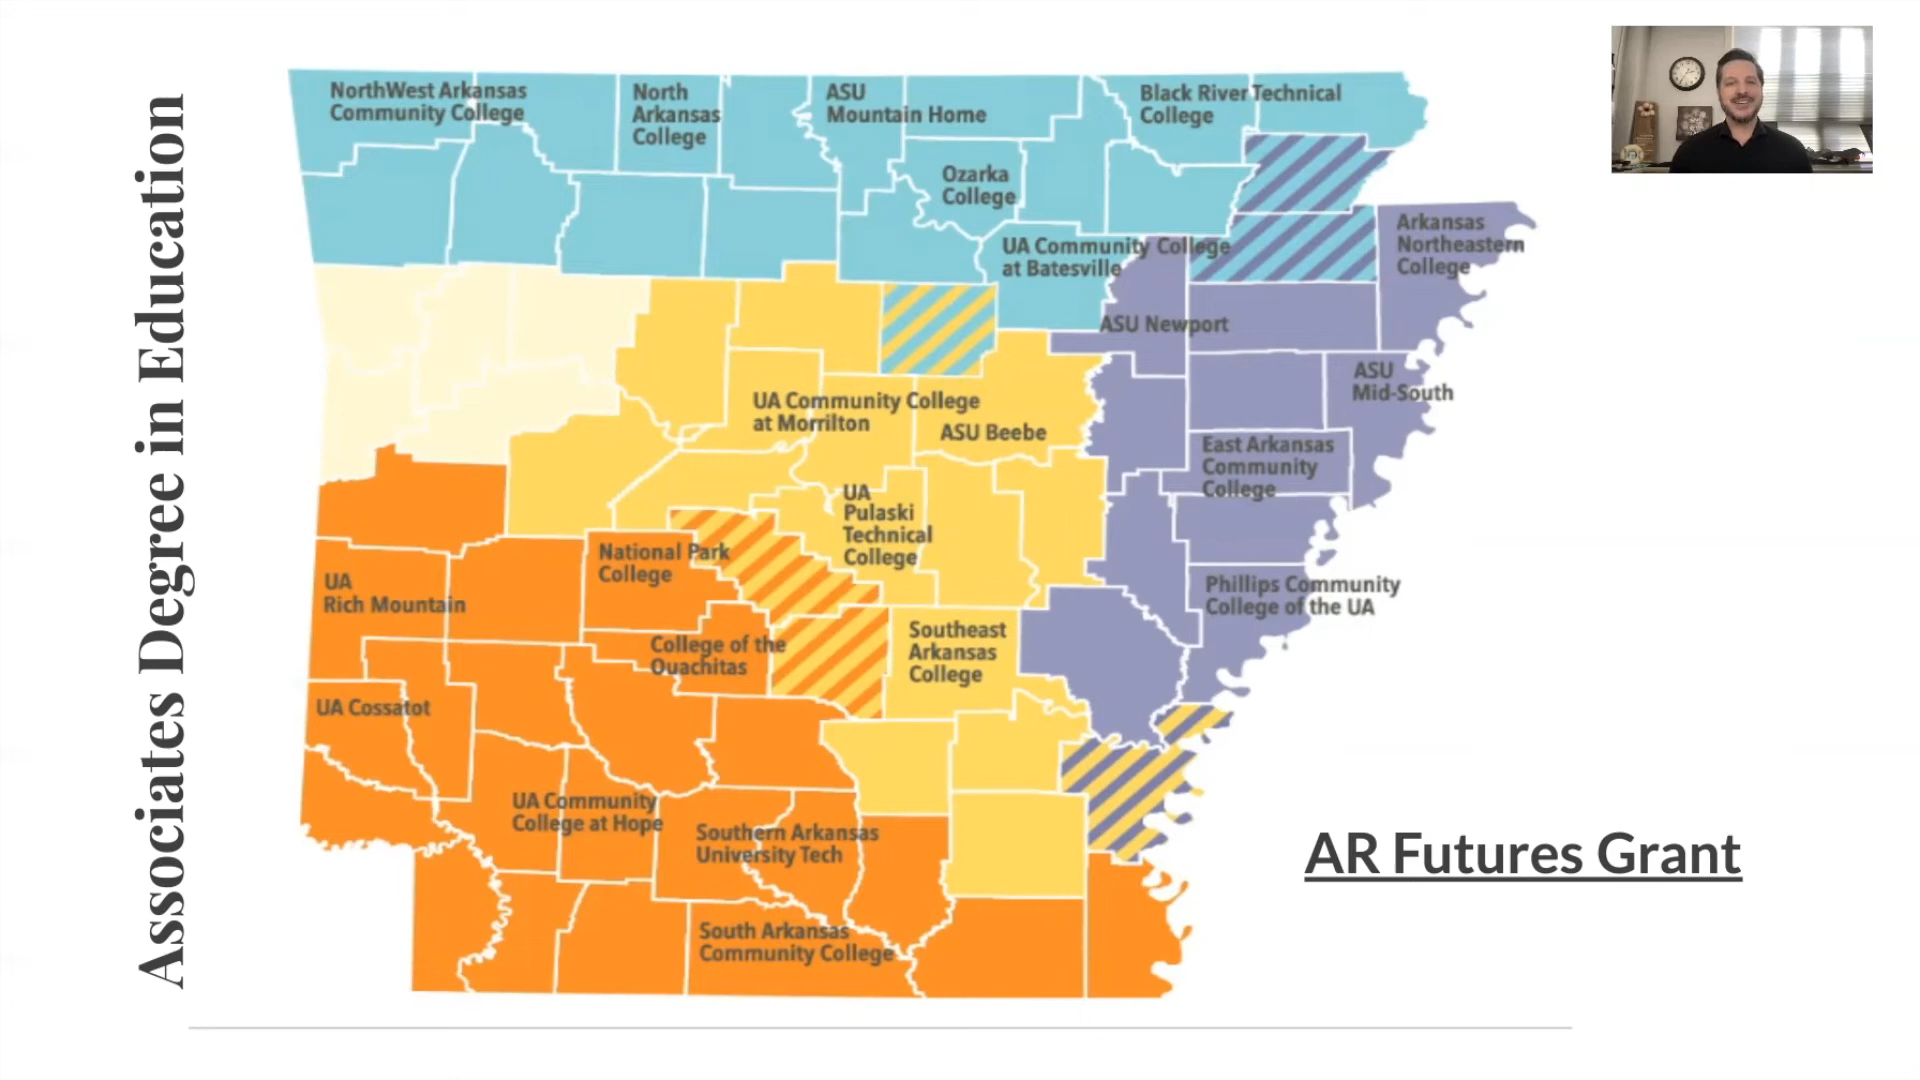 Associates Degree in Education
NorthWest Arkansas
Community College
North
Arkansas
College
ASU
Mountain Home
Black River Technical
College
Ozarka
College
UA Community College
at Batesville
Arkansas
Northeastern
College
ASU Newport
ASU
Mid-South
UA Community College
at Morrilton
ASU Beebe
East Arkansas
Community
College
UA
Pulaski
Technical
College
National Park
College
UA
Rich Mountain
Phillips Community
College of the UA
College of the
Ouachitas
Southeast
Arkansas
College
UA Cossatot
UA Community
College at Hope
Southern Arkansas
University Tech
South Arkansas
Community College
AR Futures Grant